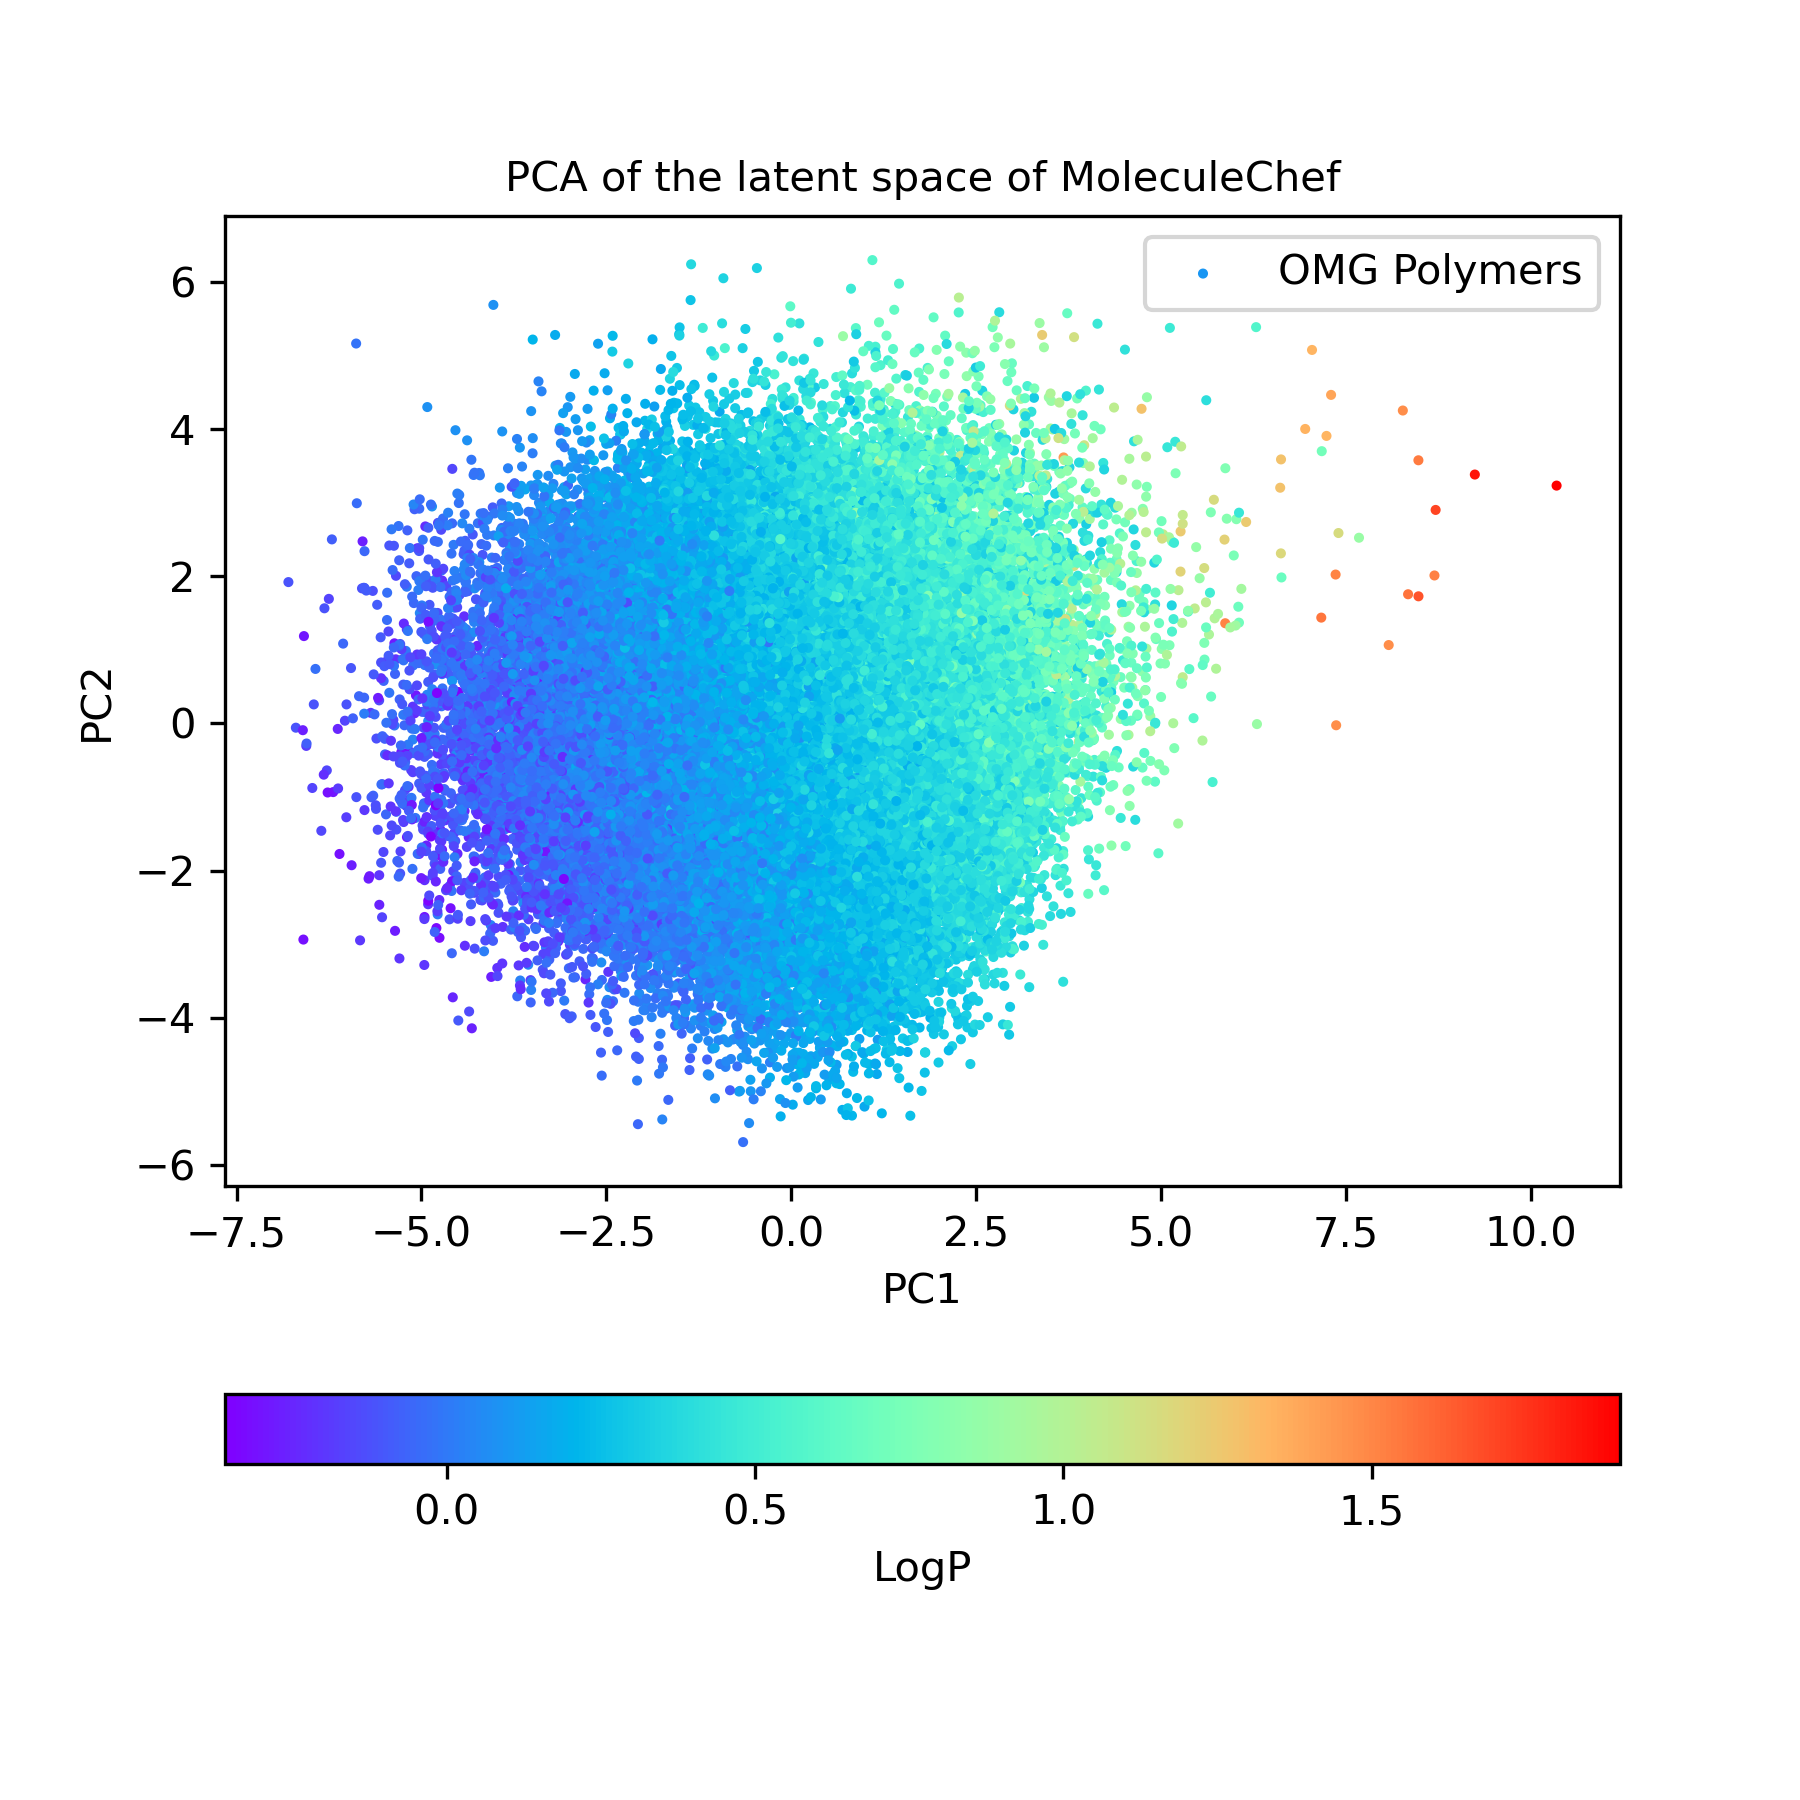 PCA of the latent space of MoleculeChef
OMG Polymers
6
4
2
0
−2
−4
−6
PC2
−7.5 −5.0 −2.5 0.0 2.5 5.0 7.5 10.0
PC1
0.0 0.5 1.0 1.5
LogP